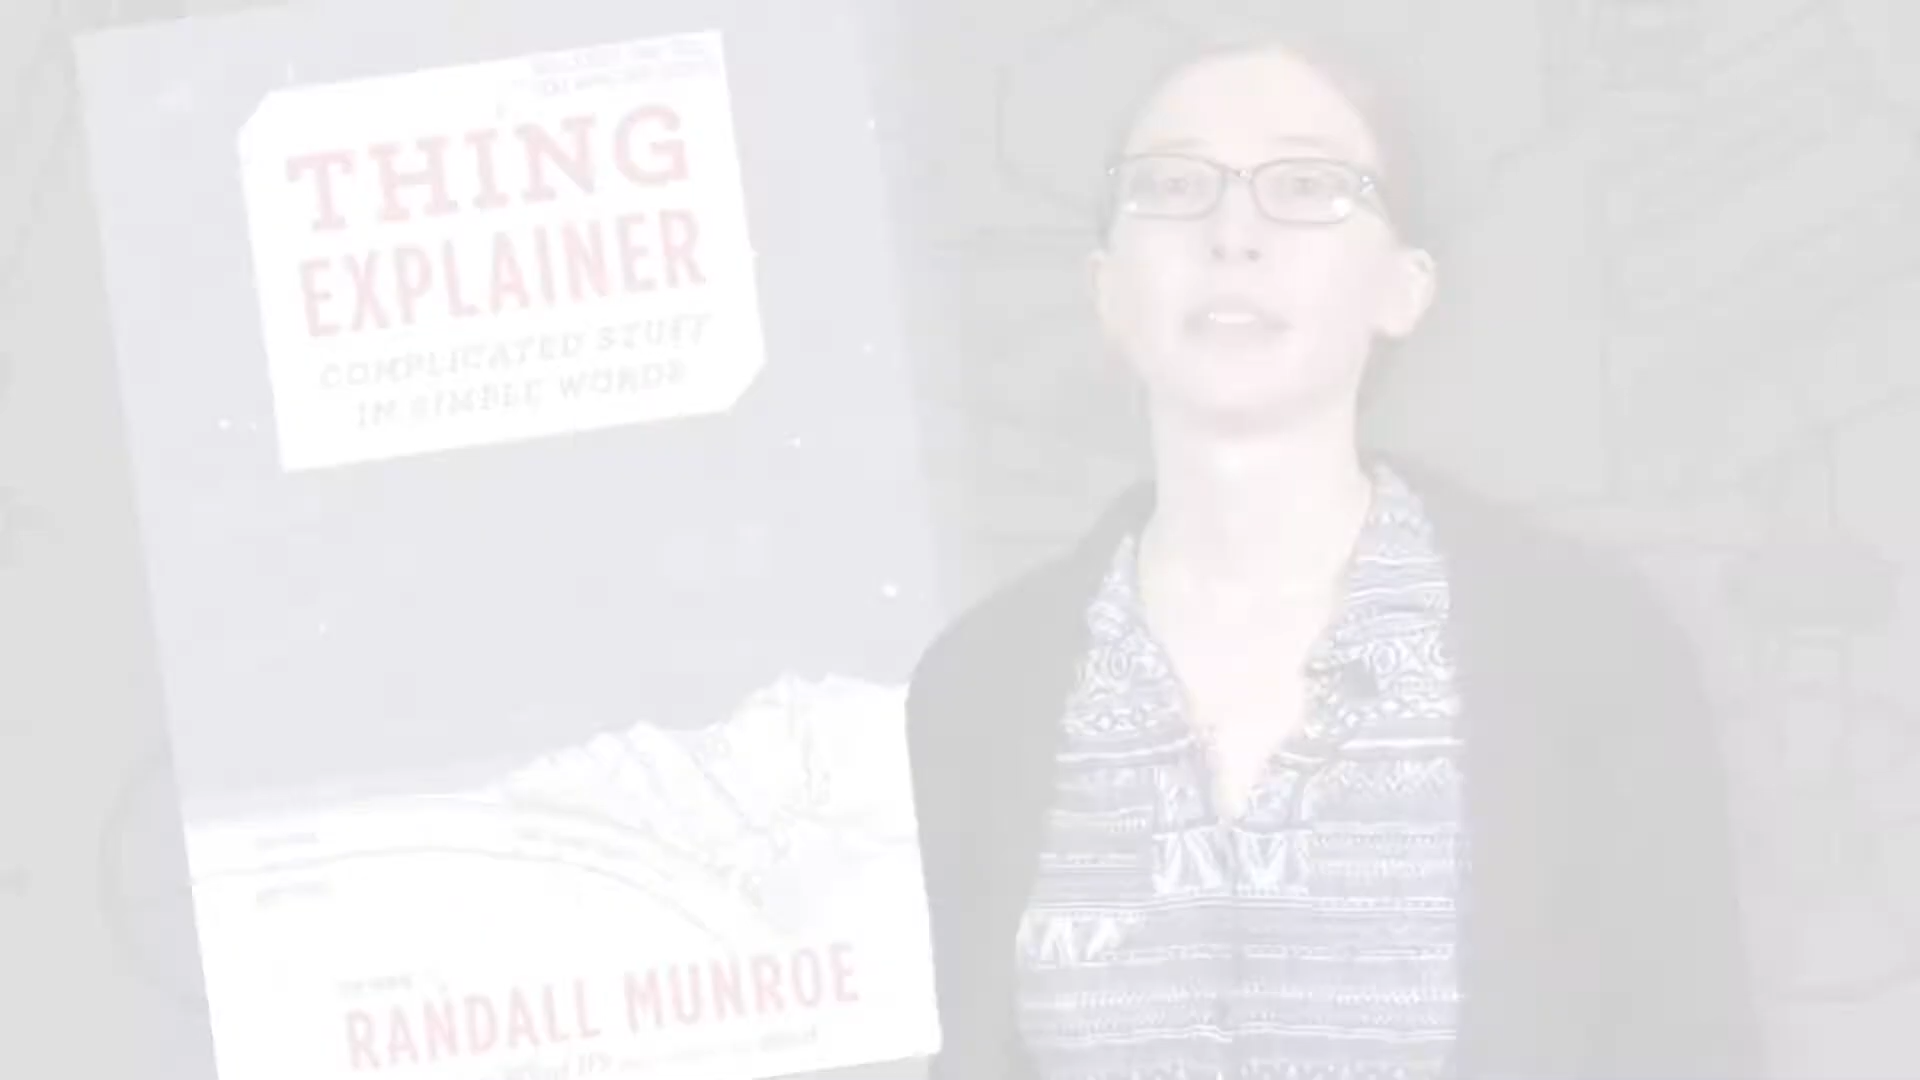 THING
EXPLAINER
COMPLICATED STUFF
IN SIMPLE WORDS
RANDALL MUNROE